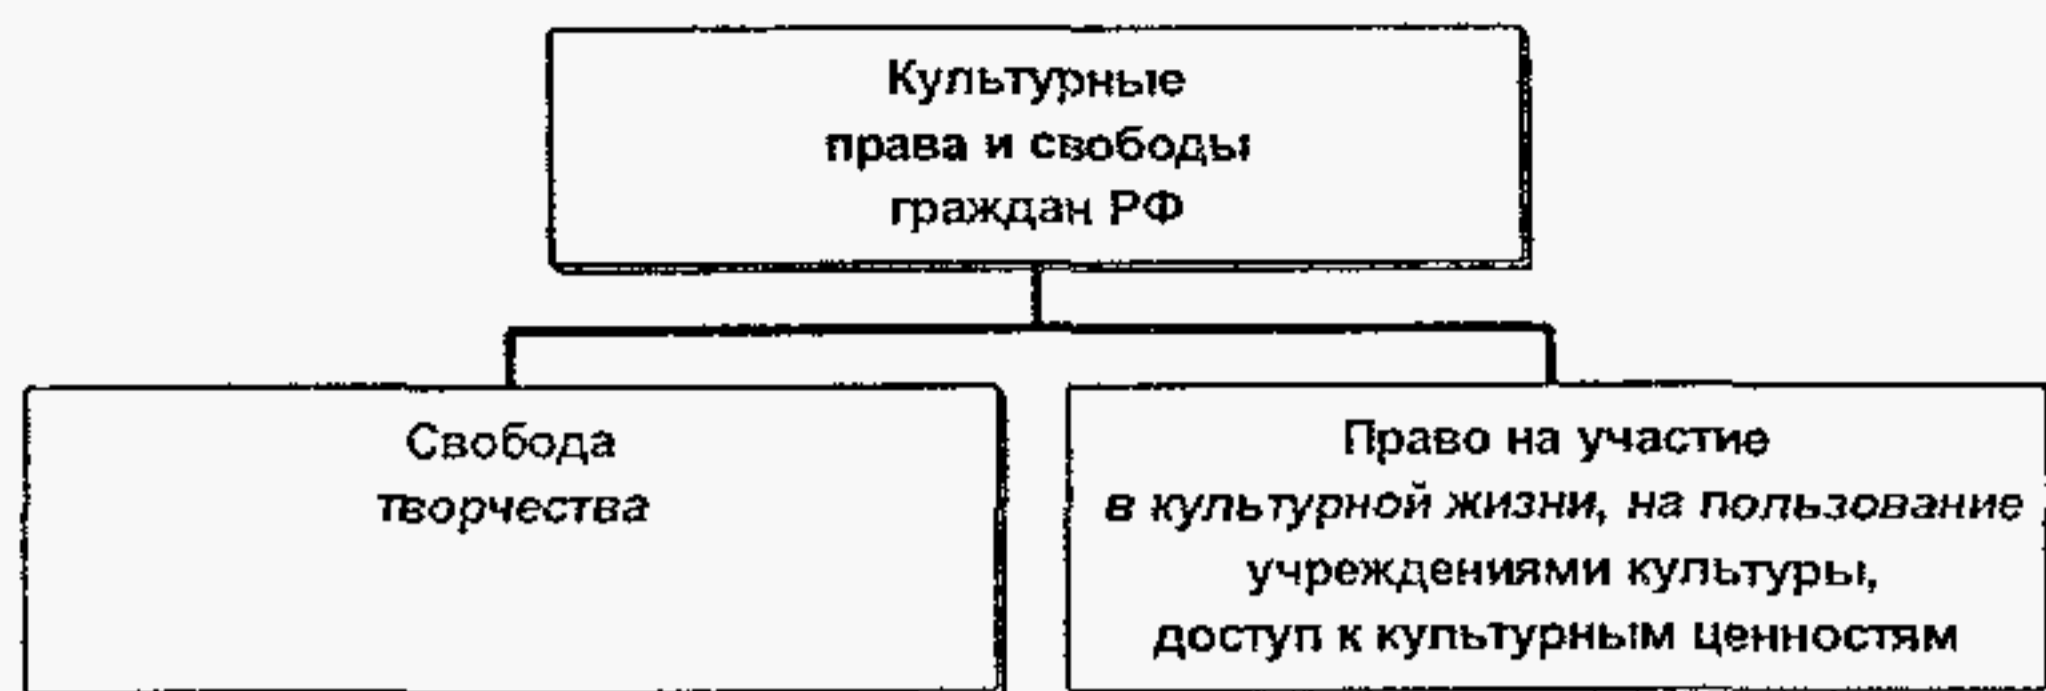 Культурные
права и свободы
граждан РФ
Свобода
творчества
Право на участие
в культурной жизни, на пользование
учреждениями культуры,
доступ к культурным ценностям